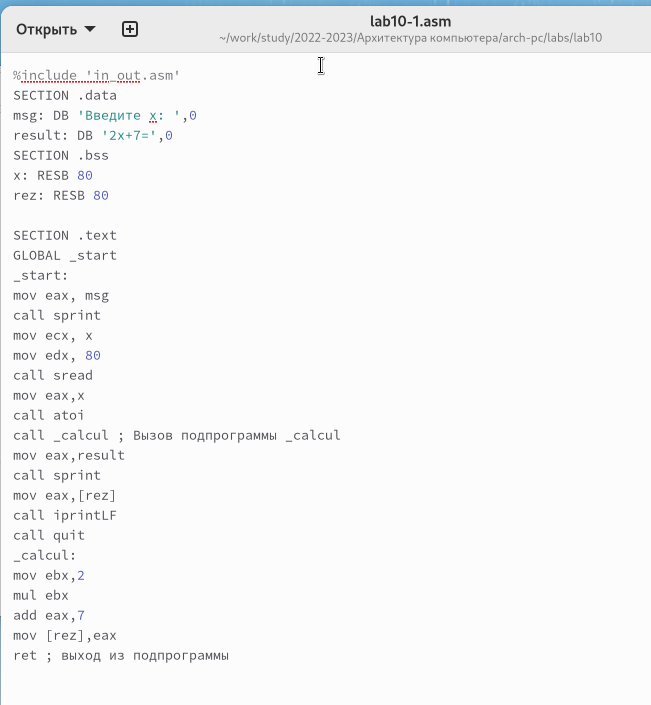 Открыть
lab10-1.asm
~/work/study/2022-2023/Архитектура компьютера/arch-pc/labs/lab10
%include 'in_out.asm'
SECTION .data
msg: DB 'Введите x: ',0
result: DB '2x+7=',0
SECTION .bss
x: RESB 80
rez: RESB 80
SECTION .text
GLOBAL _start
_start:
mov eax, msg
call sprint
mov ecx, x
mov edx, 80
call sread
mov eax,x
call atoi
call _calcul ; Вызов подпрограммы _calcul
mov eax,result
call sprint
mov eax,[rez]
call iprintLF
call quit
_calcul:
mov ebx,2
mul ebx
add eax,7
mov [rez],eax
ret ; выход из подпрограммы